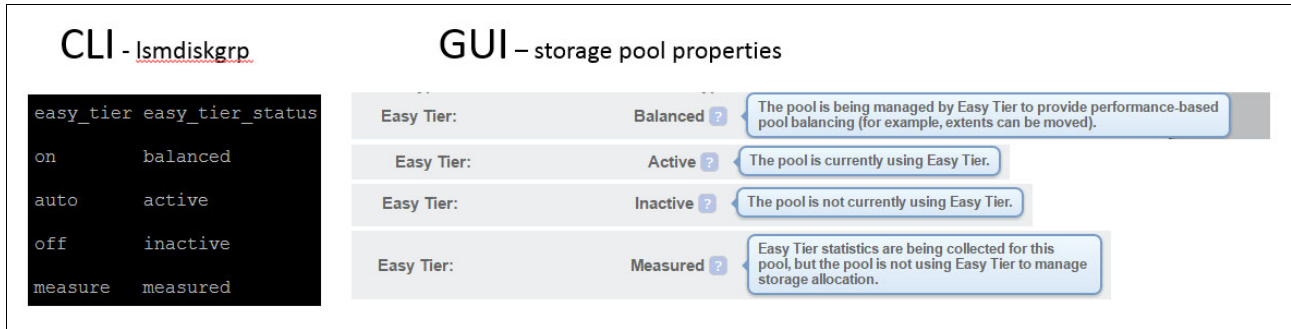 CLI - lsmdiskgrp
GUI – storage pool properties
easy_tier easy_tier_status
on balanced
auto active
off inactive
measure measured
Easy Tier: Balanced ? The pool is being managed by Easy Tier to provide performance-based
pool balancing (for example, extents can be moved).
Easy Tier: Active ? The pool is currently using Easy Tier.
Easy Tier: Inactive ? The pool is not currently using Easy Tier.
Easy Tier: Measured ? Easy Tier statistics are being collected for this
pool, but the pool is not using Easy Tier to manage
storage allocation.